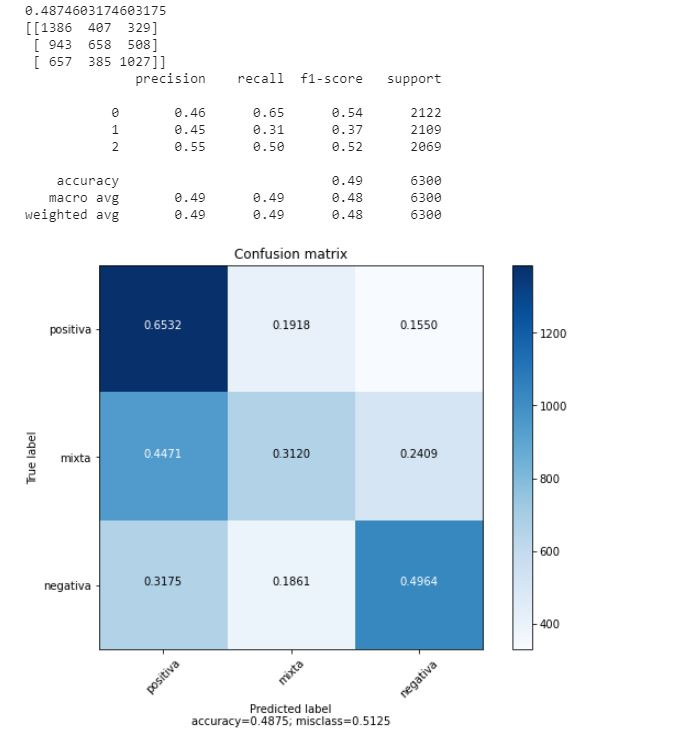 0.4874603174603175
[[1386 407 329]
[ 943 658 508]
[ 657 385 1027]]
precision recall f1-score support
0 0.46 0.65 0.54 2122
1 0.45 0.31 0.37 2109
2 0.55 0.50 0.52 2069
accuracy 0.49 6300
macro avg 0.49 0.49 0.48 6300
weighted avg 0.49 0.49 0.48 6300
Confusion matrix
positiva 0.6532 0.1918 0.1550
mixta 0.4471 0.3120 0.2409
negativa 0.3175 0.1861 0.4964
True label
positiva mixta negativa
Predicted label
accuracy=0.4875; misclass=0.5125
1200
1000
800
600
400